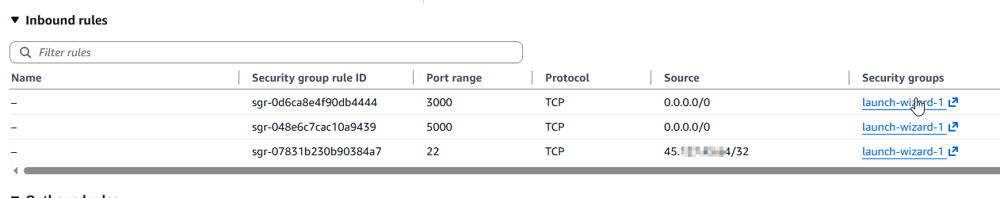 Inbound rules
Filter rules
Name Security group rule ID Port range Protocol Source Security groups
– sgr-0d6ca8e4f90db4444 3000 TCP 0.0.0.0/0 launch-wizard-1
– sgr-048e6c7cac10a9439 5000 TCP 0.0.0.0/0 launch-wizard-1
– sgr-07831b230b90384a7 22 TCP 45. 4/32 launch-wizard-1